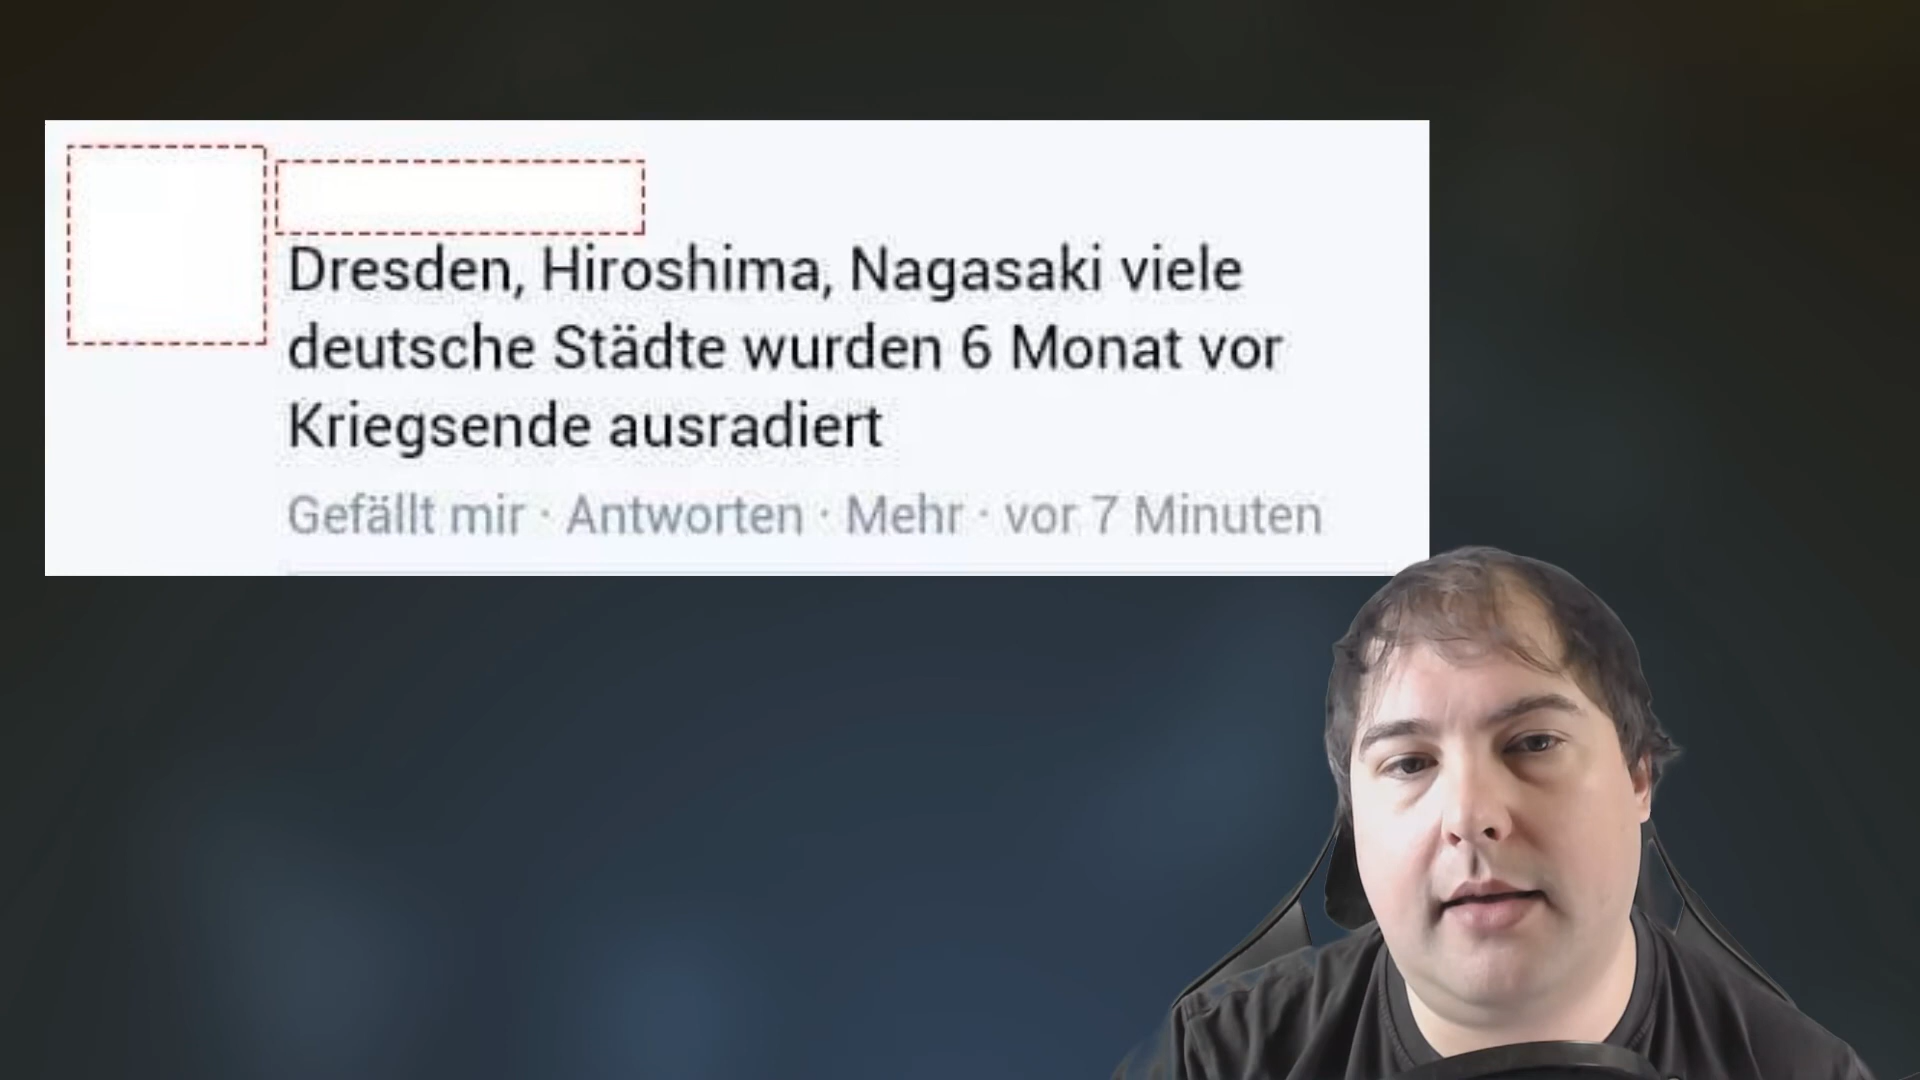 Dresden, Hiroshima, Nagasaki viele
deutsche Städte wurden 6 Monat vor
Kriegsende ausradiert
Gefällt mir · Antworten · Mehr · vor 7 Minuten